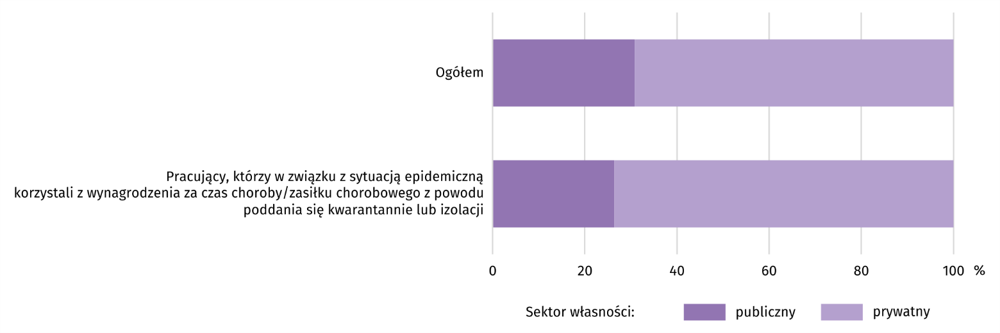 Ogółem
Pracujący, którzy w związku z sytuacją epidemiczną
korzystali z wynagrodzenia za czas choroby/zasiłku chorobowego z powodu
poddania się kwarantannie lub izolacji
0 20 40 60 80 100 %
Sektor własności: publiczny prywatny